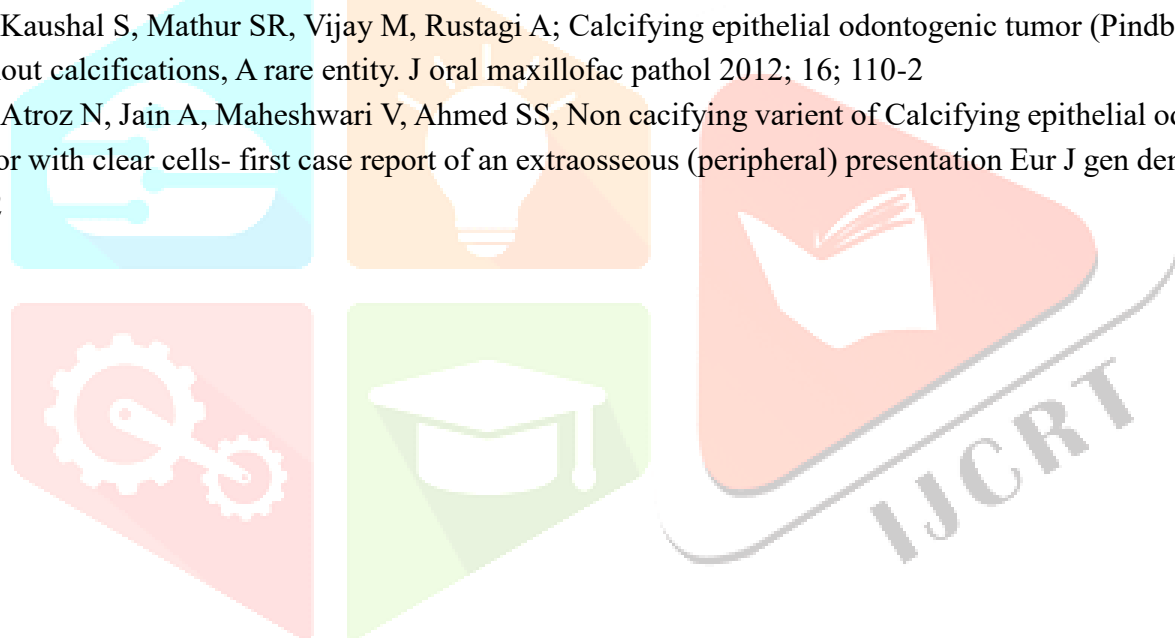 Kaushal S, Mathur SR, Vijay M, Rustagi A; Calcifying epithelial odontogenic tumor (Pindb
out calcifications, A rare entity. J oral maxillofac pathol 2012; 16; 110-2
Atroz N, Jain A, Maheshwari V, Ahmed SS, Non cacifying varient of Calcifying epithelial od
or with clear cells- first case report of an extraosseous (peripheral) presentation Eur J gen den
IJCRT